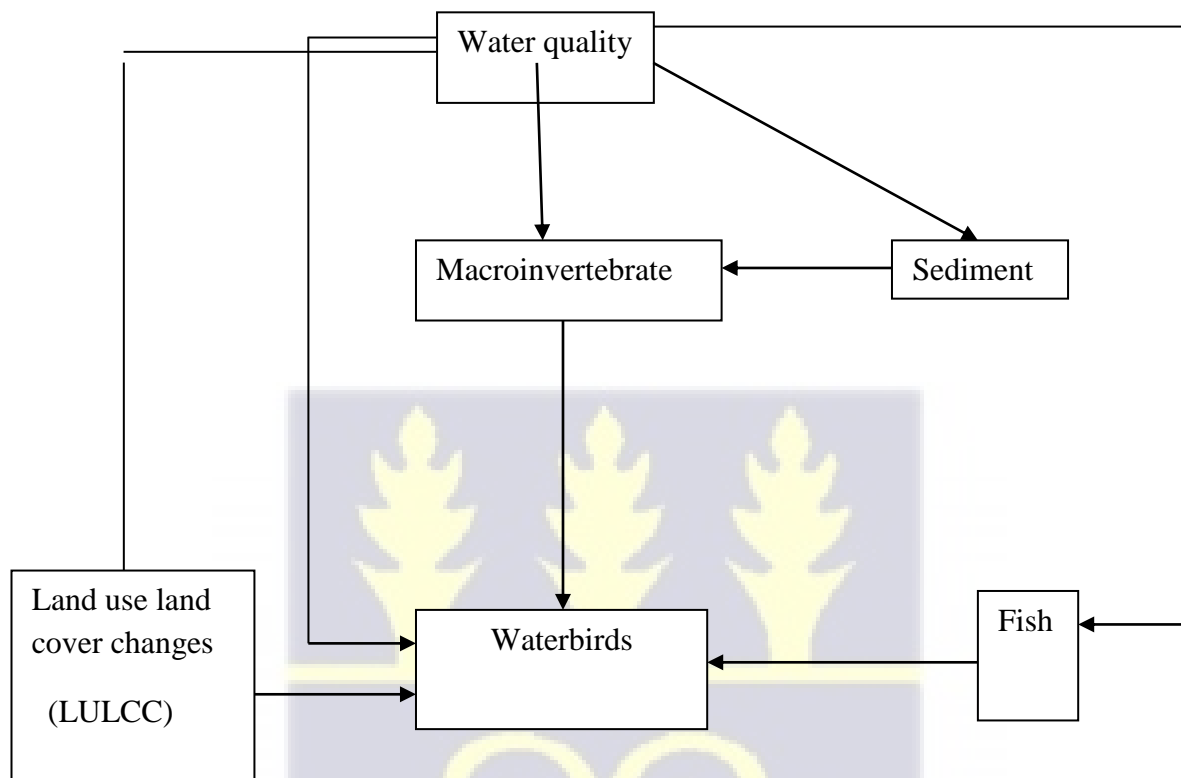 Water quality
Macroinvertebrate
Sediment
Land use land
cover changes
(LULCC)
Waterbirds
Fish